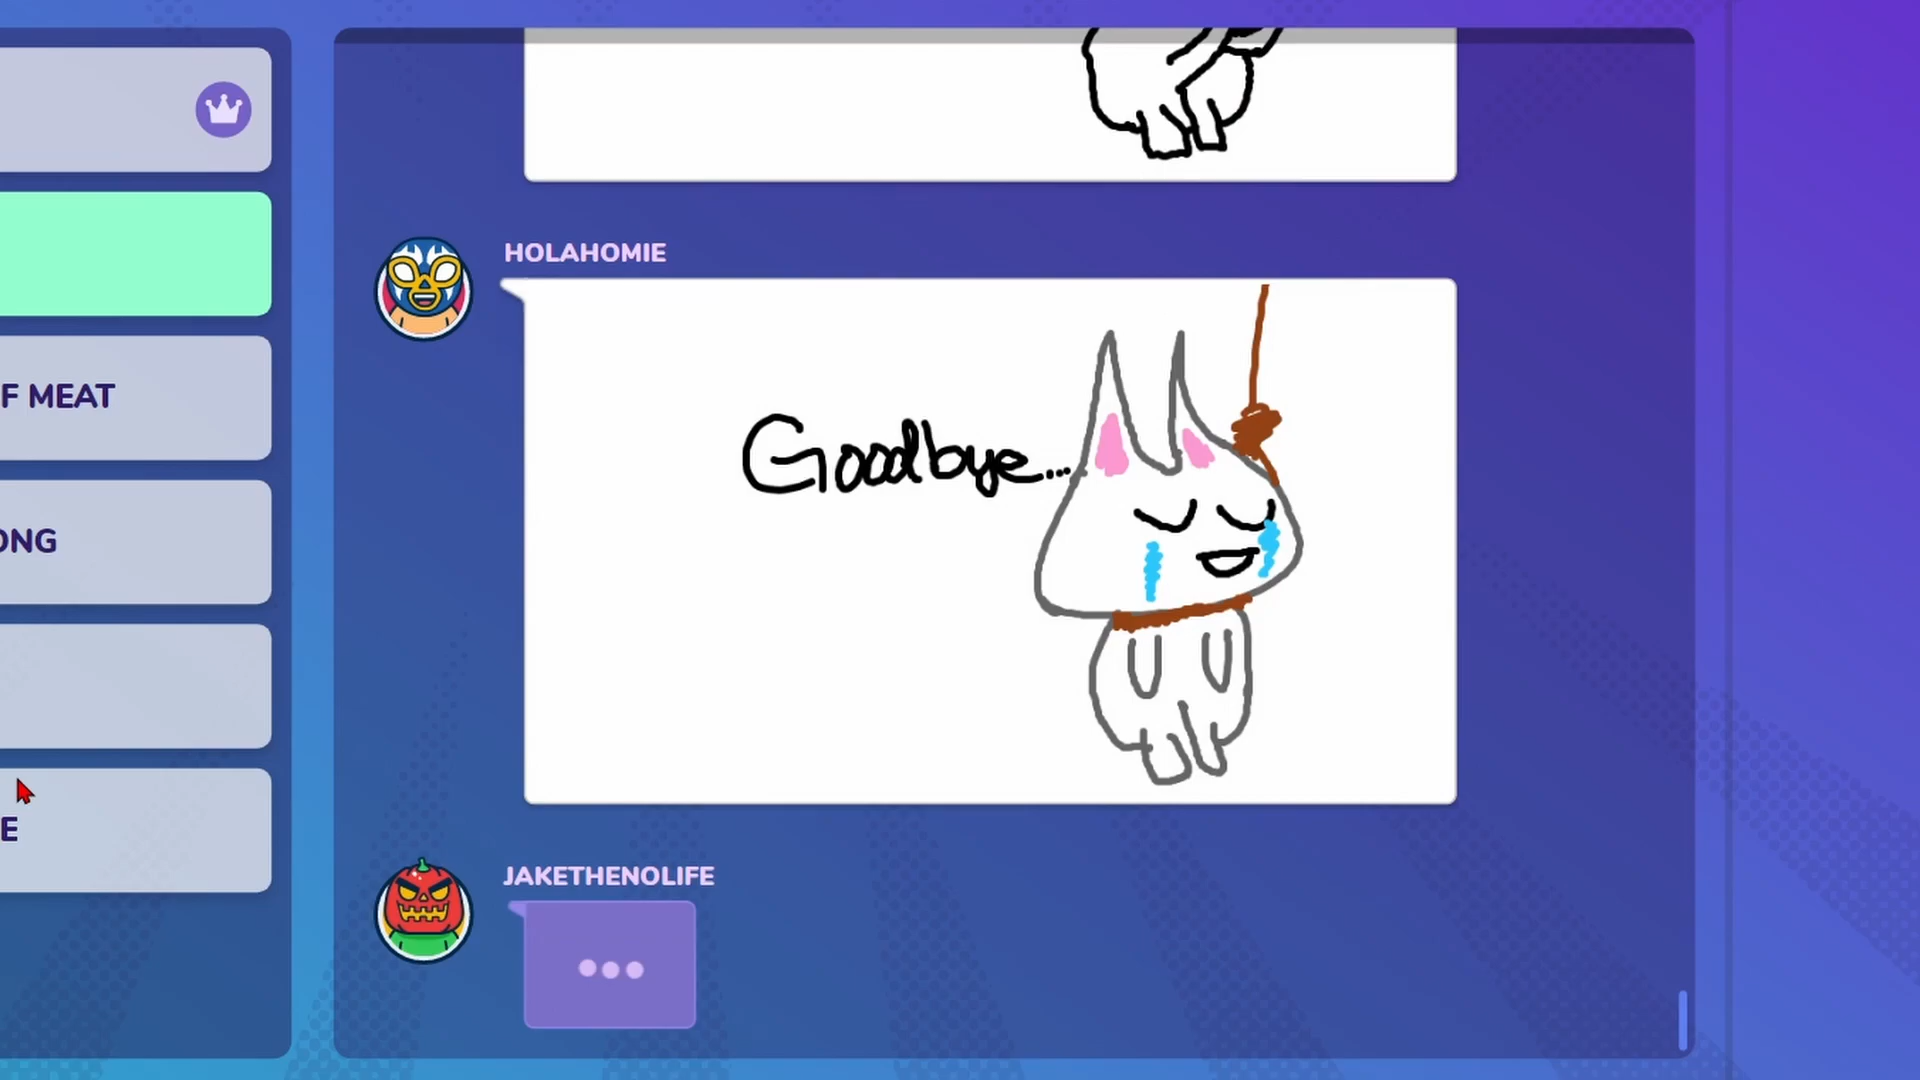 F MEAT
ONG
E
HOLAHOMIE
Goodbye...
JAKETHENOLIFE